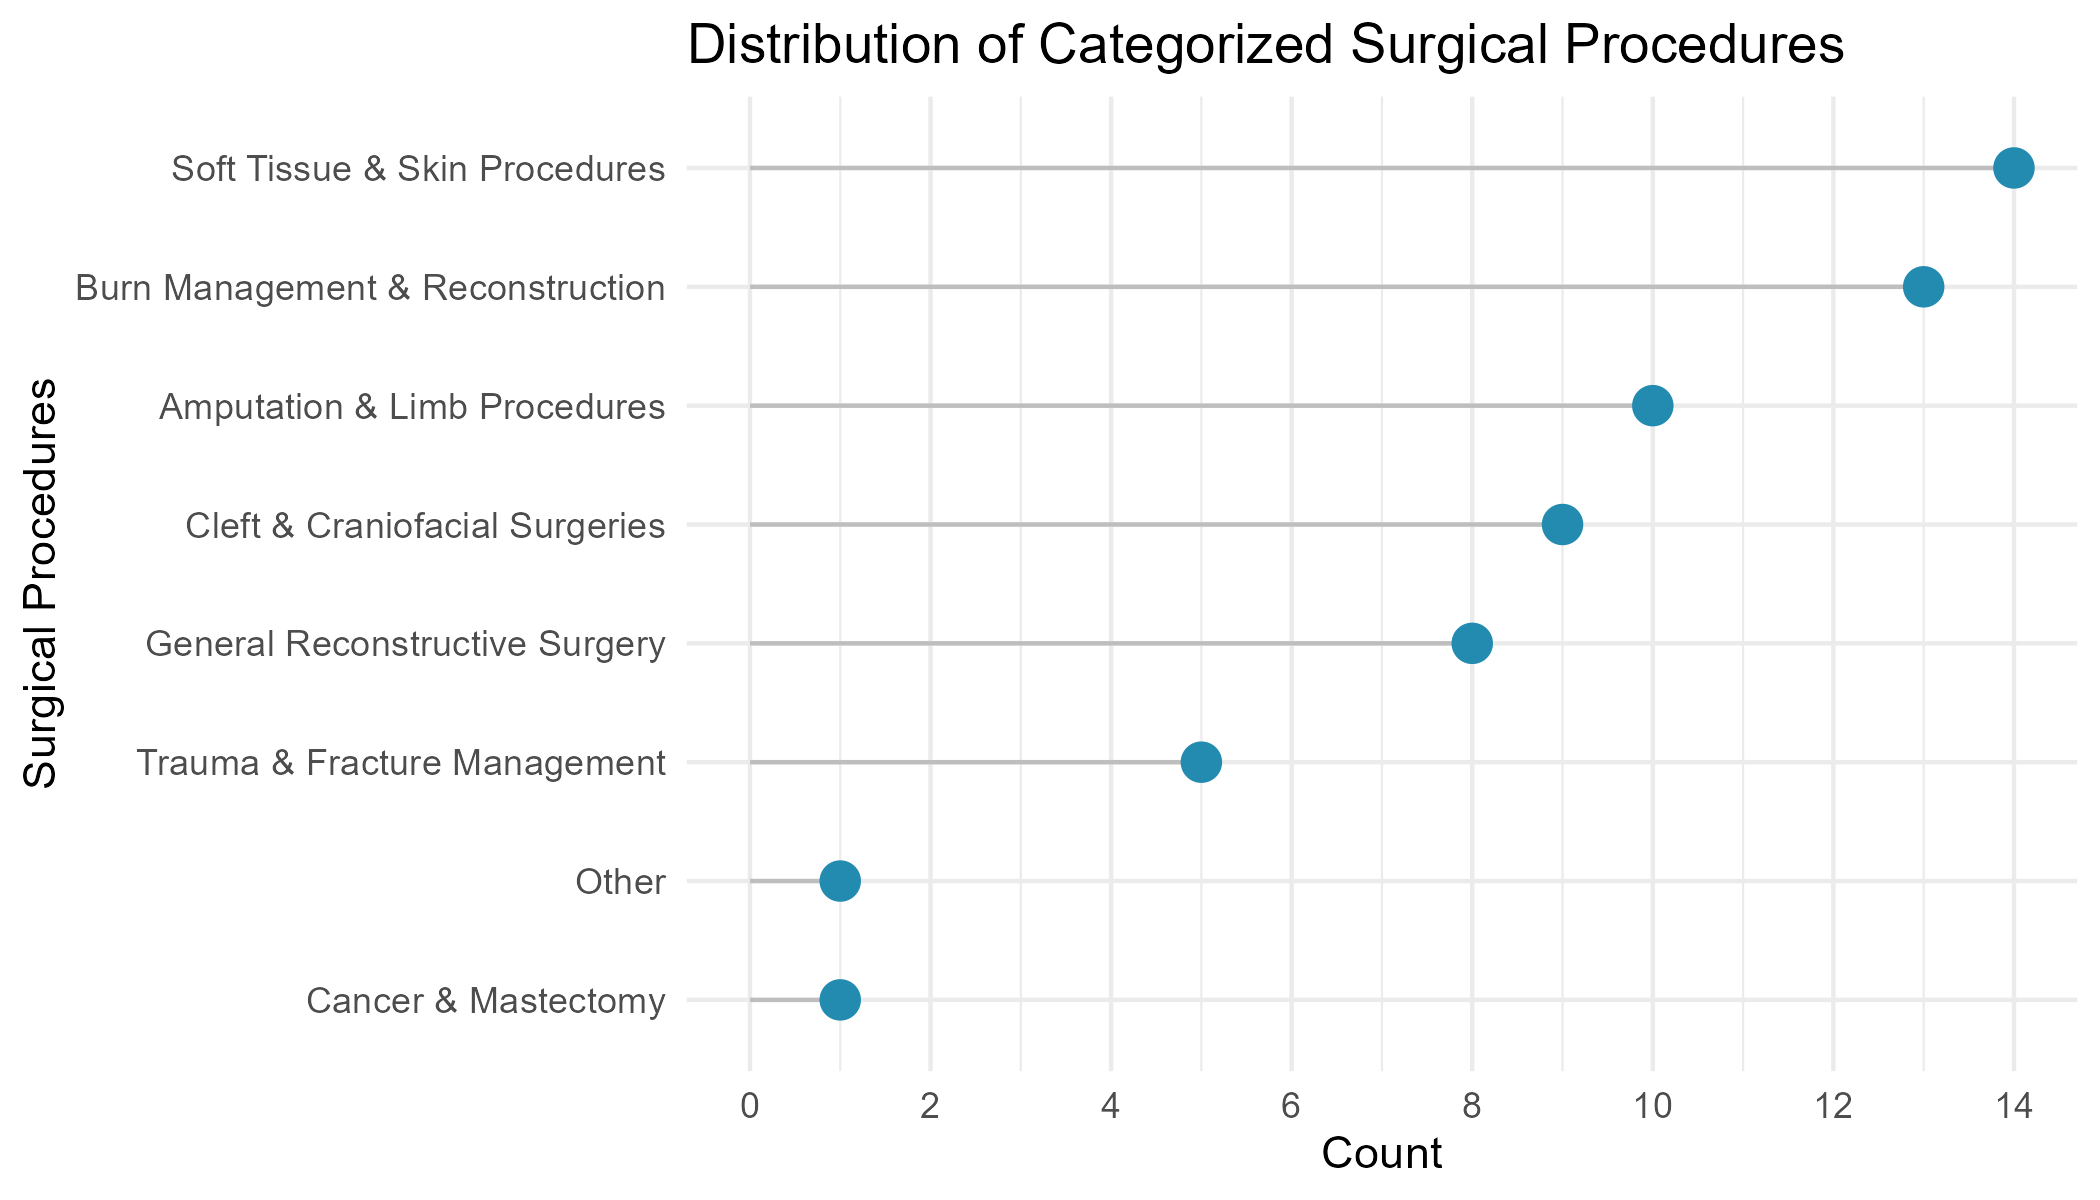 Distribution of Categorized Surgical Procedures
Surgical Procedures
Soft Tissue & Skin Procedures
Burn Management & Reconstruction
Amputation & Limb Procedures
Cleft & Craniofacial Surgeries
General Reconstructive Surgery
Trauma & Fracture Management
Other
Cancer & Mastectomy
0 2 4 6 8 10 12 14
Count